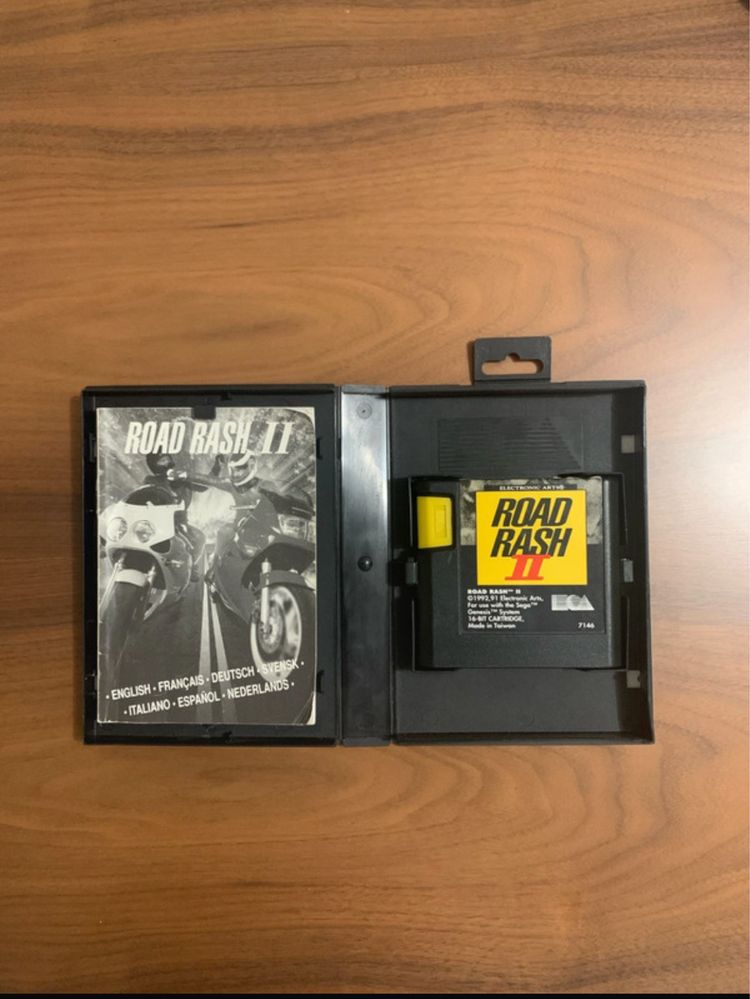 ROAD RASH II
· ENGLISH · FRANÇAIS · DEUTSCH · SVENSK ·
· ITALIANO · ESPAÑOL · NEDERLANDS ·
ELECTRONIC ARTS®
ROAD
RASH
II
ROAD RASH™ II
©1992,91 Electronic Arts,
For use with the Sega™
Genesis™ System
16-BIT CARTRIDGE,
Made in Taiwan
EA
7146